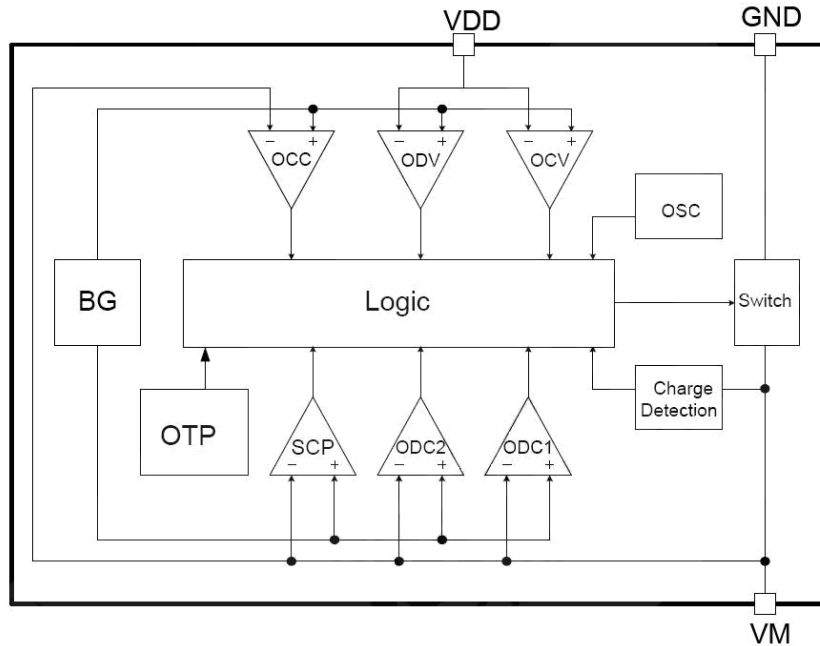 VDD
GND
− + − + − +
OCC
ODV
OCV
OSC
BG
Logic
Switch
Charge
Detection
OTP
SCP
ODC2
ODC1
− + − + − +
VM